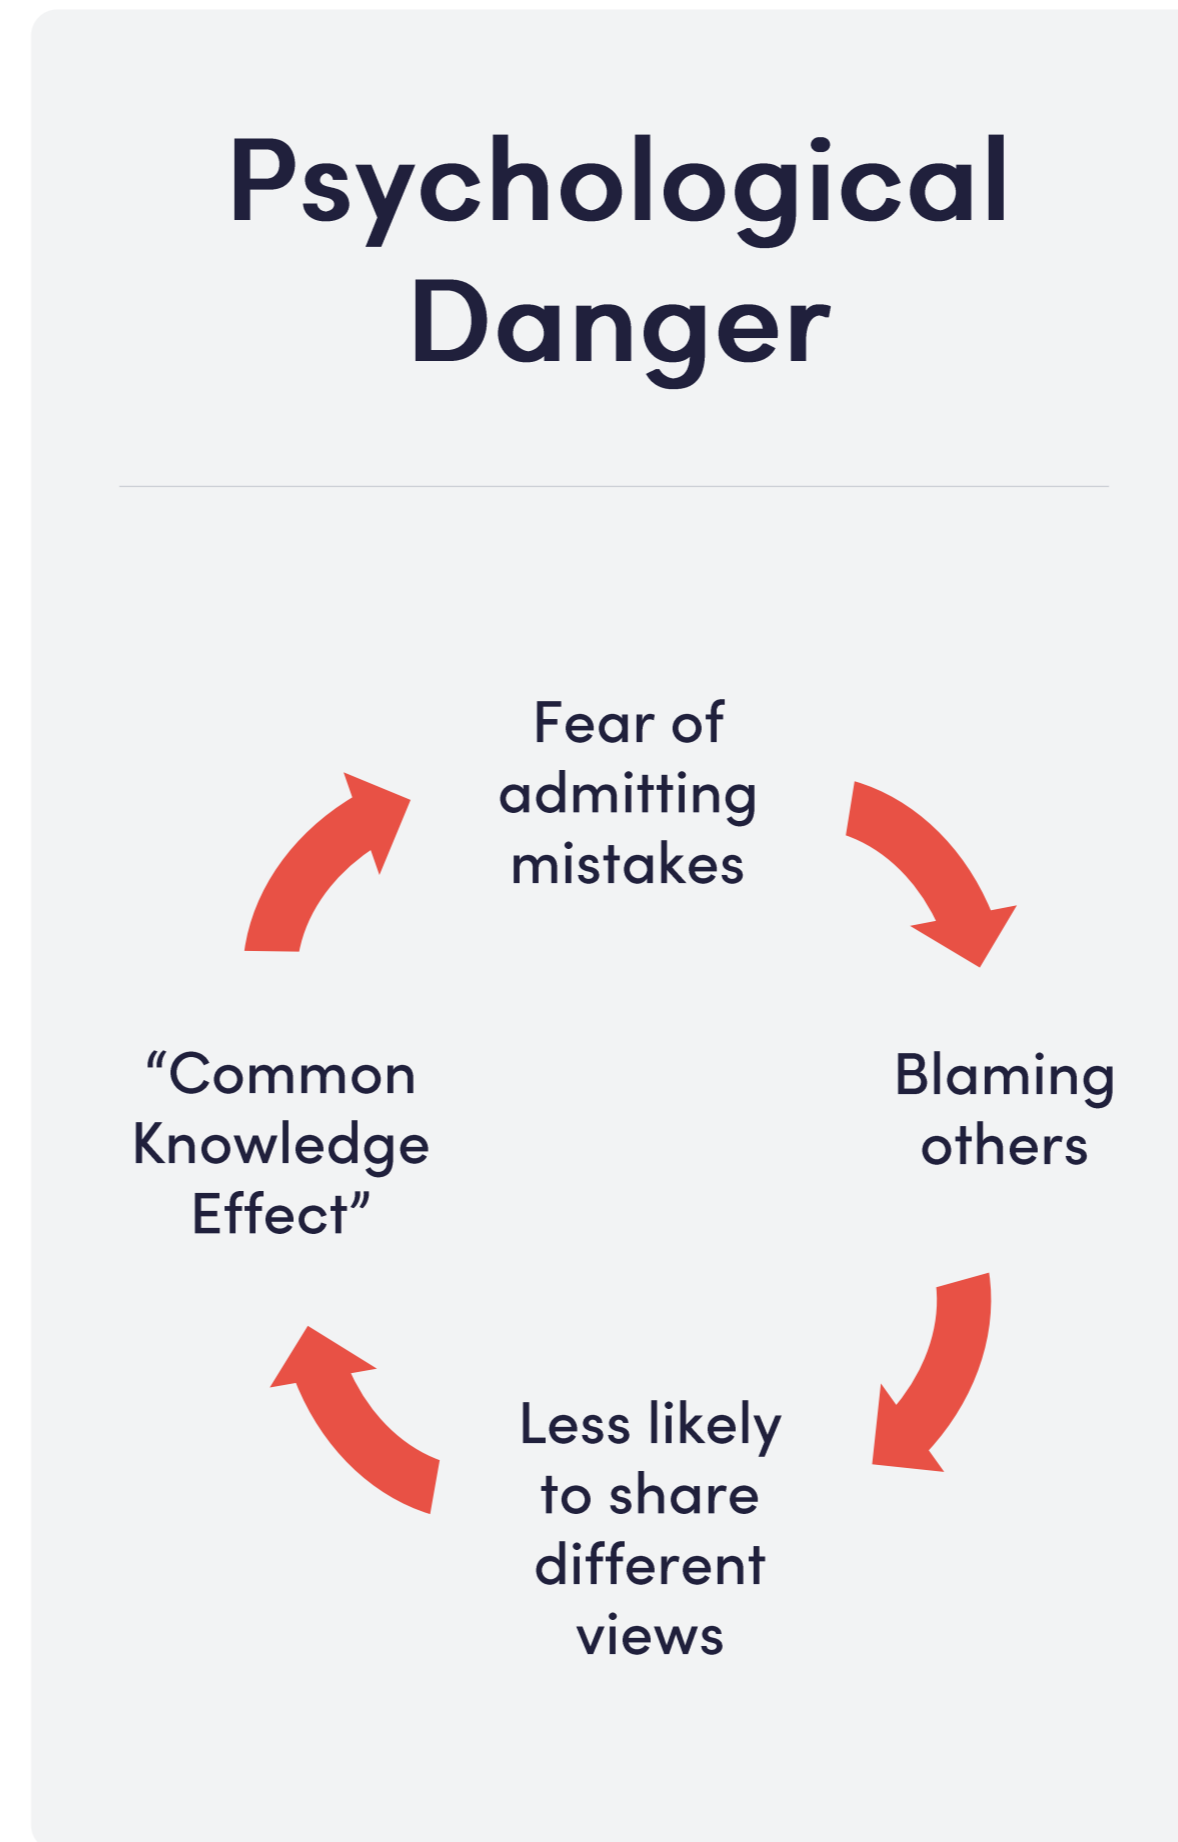 Psychological
Danger
Fear of
admitting
mistakes
Blaming
others
Less likely
to share
different
views
“Common
Knowledge
Effect”